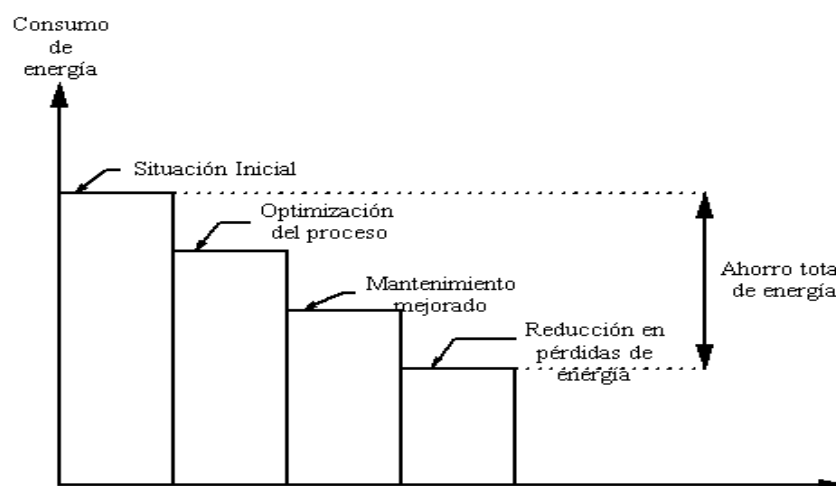 Consumo
de
energía
Situación Inicial
Optimización
del proceso
Mantenimiento
mejorado
Reducción en
pérdidas de
energía
Ahorro tota
de energía